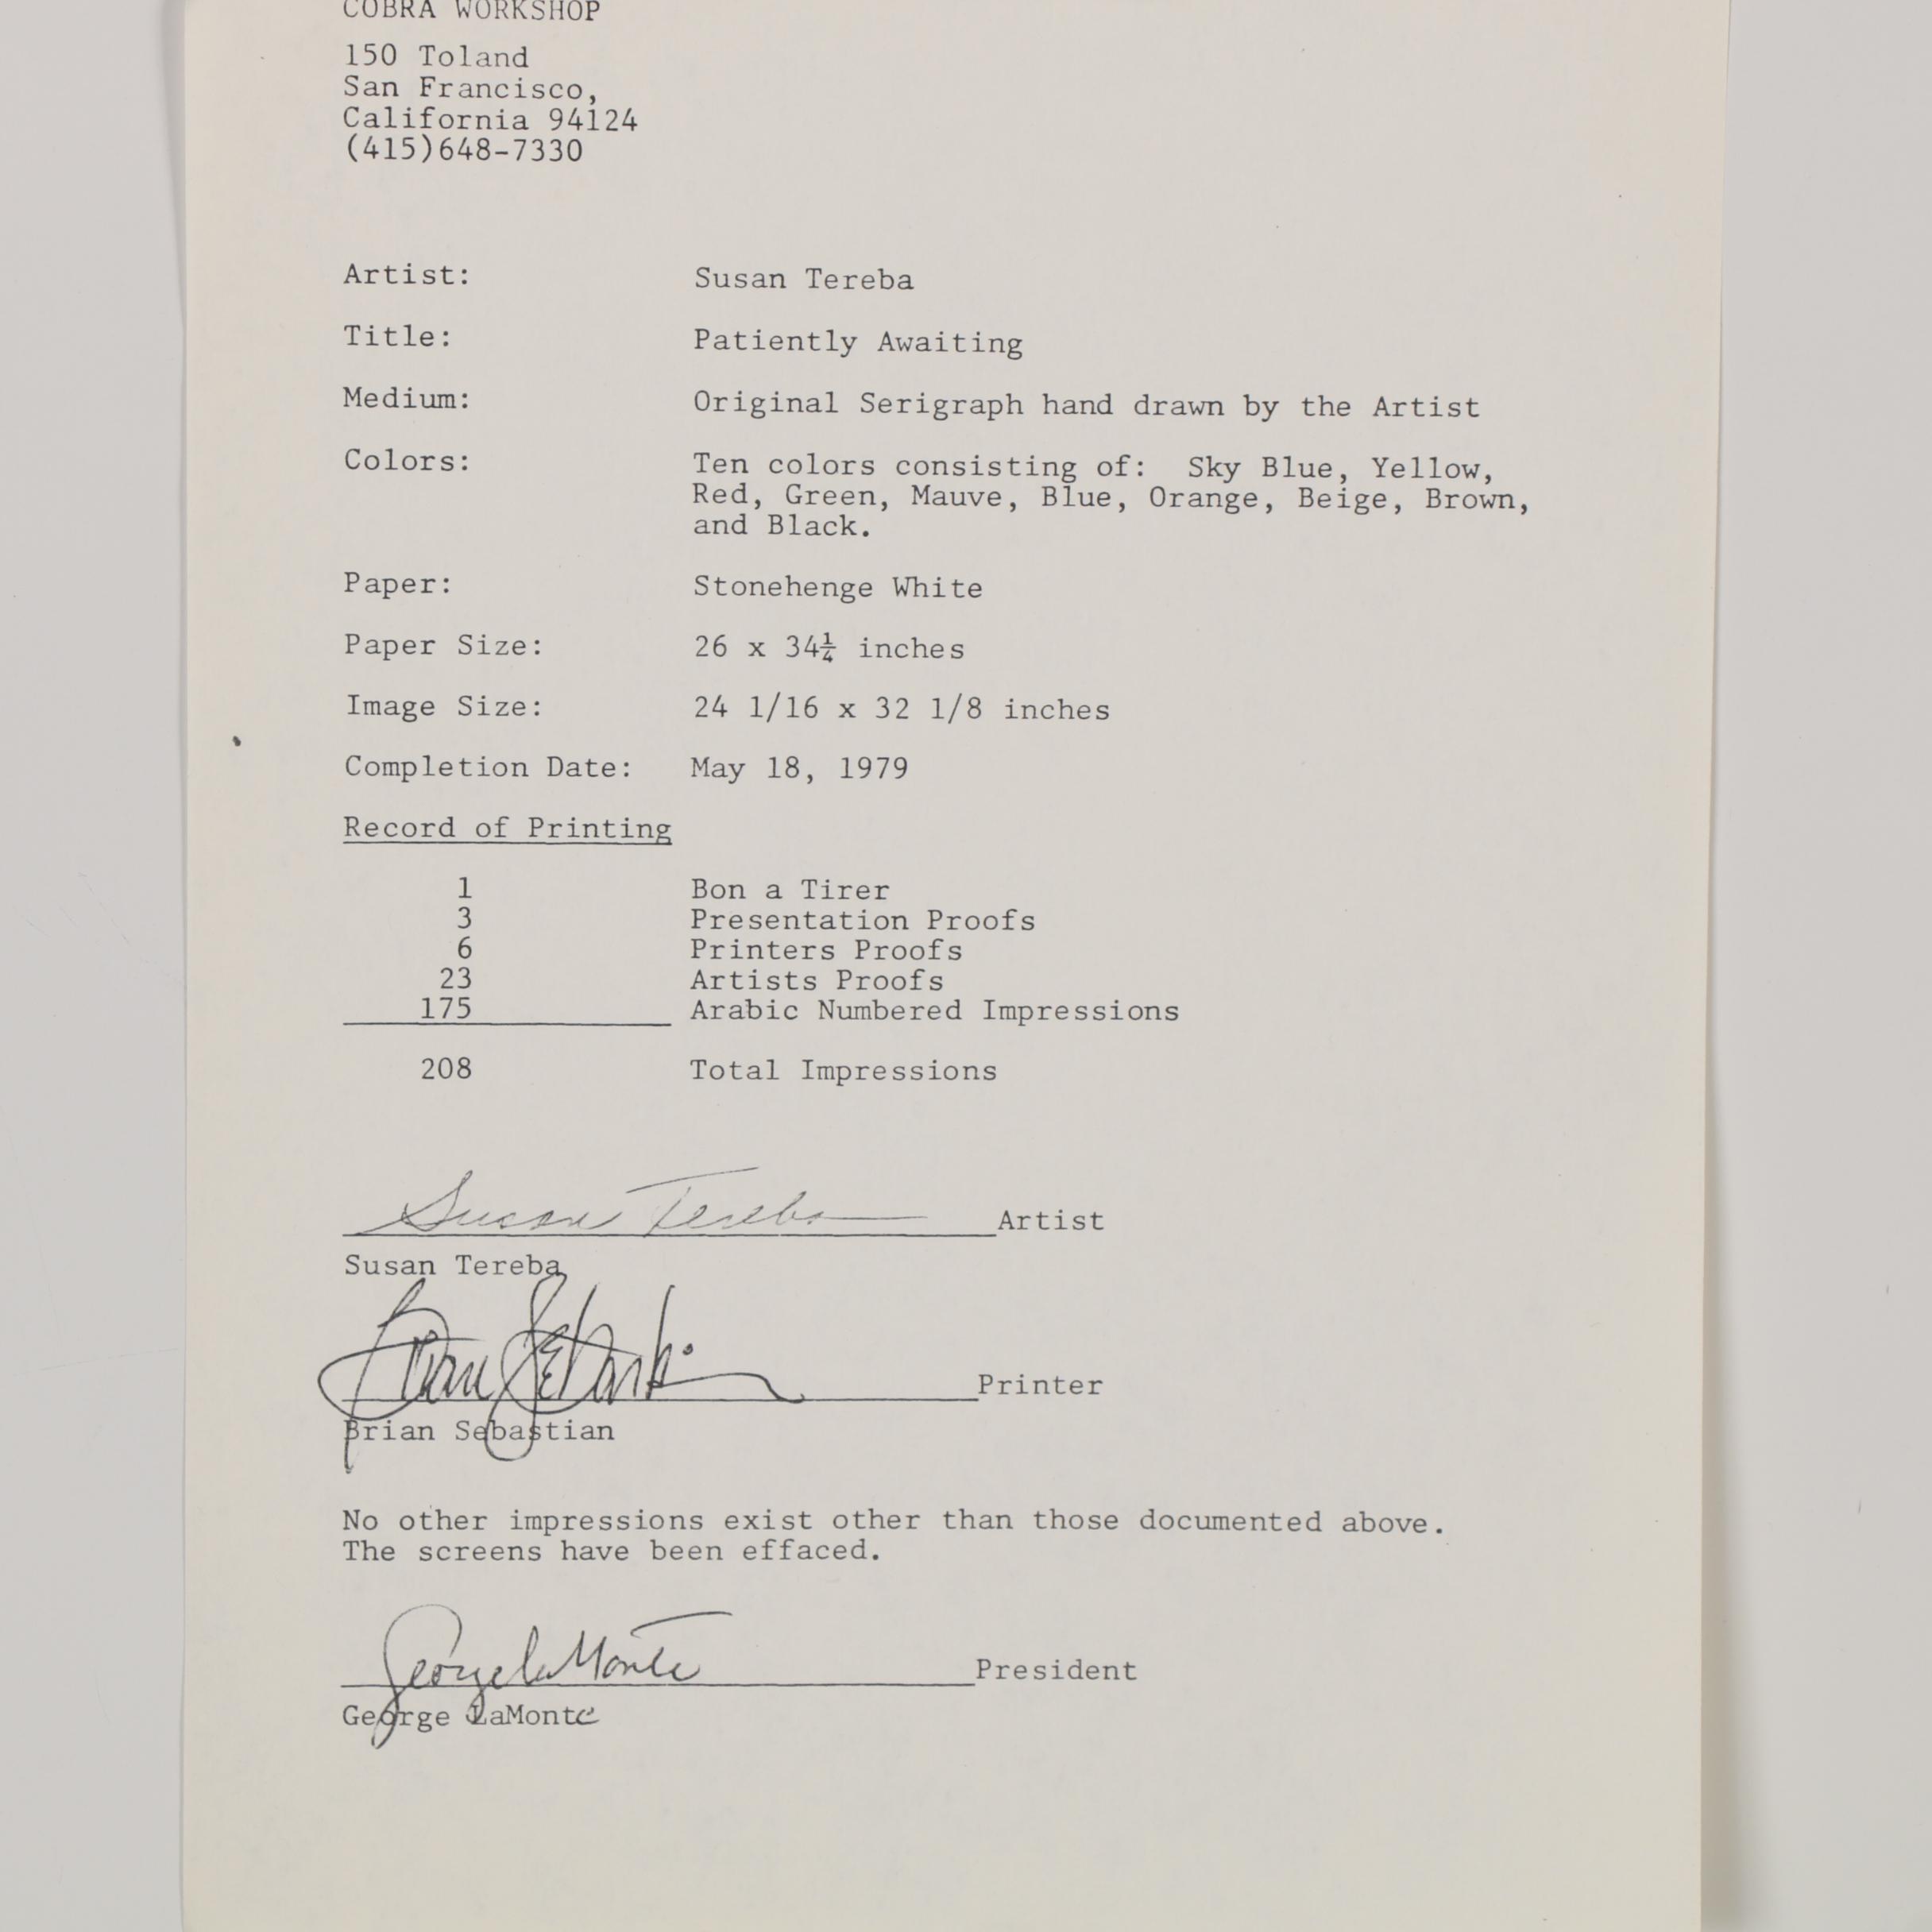 COBRA WORKSHOP
150 Toland
San Francisco,
California 94124
(415)648-7330
Artist: Susan Tereba
Title: Patiently Awaiting
Medium: Original Serigraph hand drawn by the Artist
Colors: Ten colors consisting of: Sky Blue, Yellow,
Red, Green, Mauve, Blue, Orange, Beige, Brown,
and Black.
Paper: Stonehenge White
Paper Size: 26 x 34¼ inches
Image Size: 24 1/16 x 32 1/8 inches
Completion Date: May 18, 1979
Record of Printing
1 Bon a Tirer
3 Presentation Proofs
6 Printers Proofs
23 Artists Proofs
175 Arabic Numbered Impressions
208 Total Impressions
Susan Tereba Artist
Susan Tereba
Brian Sebastian Printer
Brian Sebastian
No other impressions exist other than those documented above.
The screens have been effaced.
George LaMonte President
George LaMonte